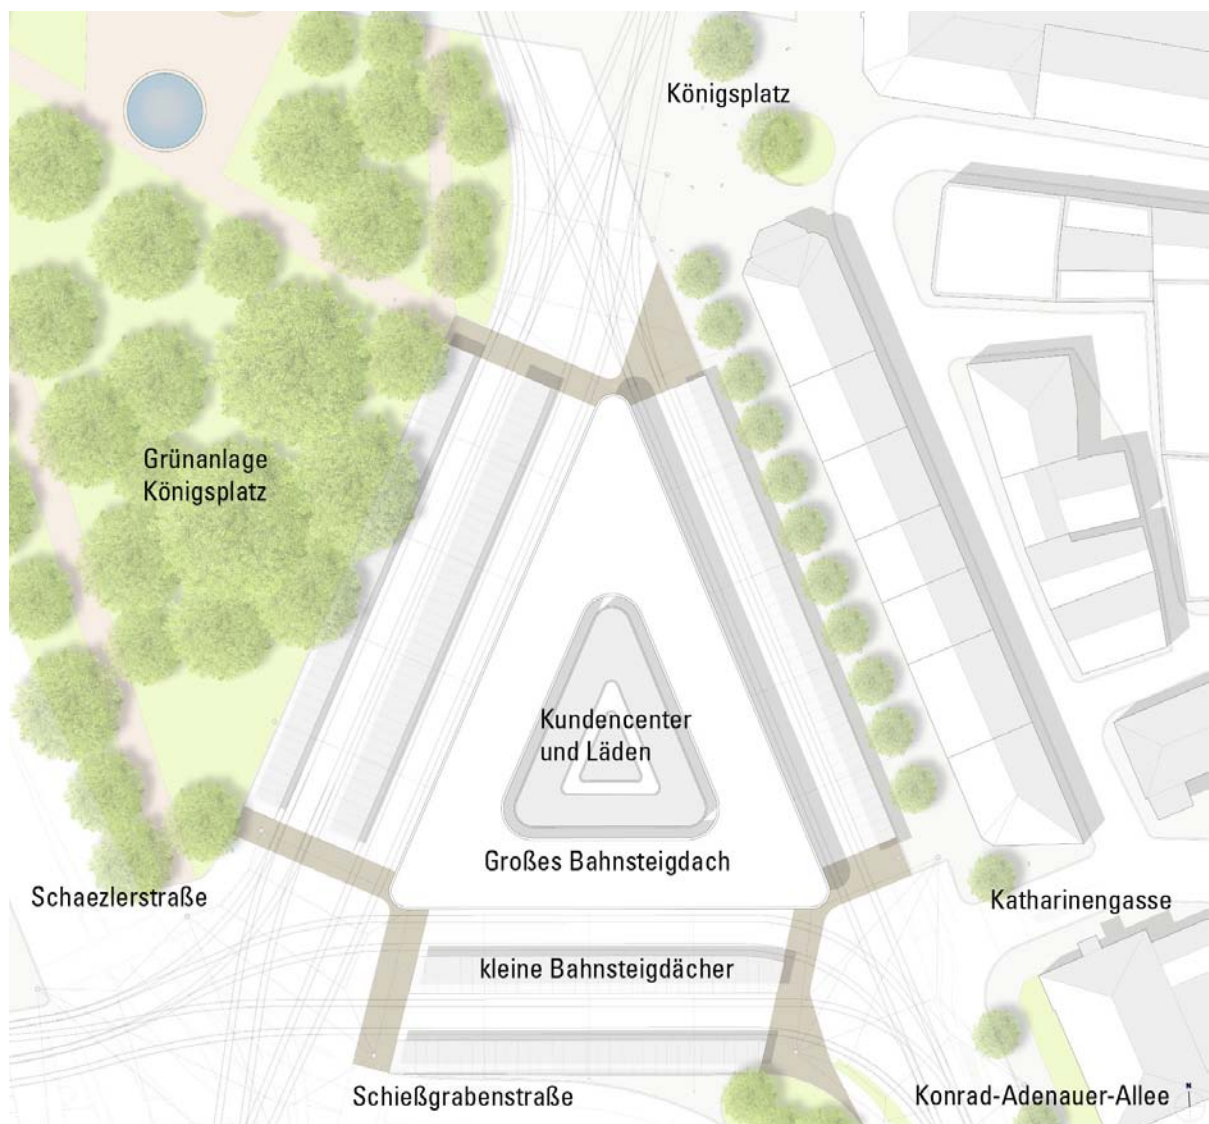 Königsplatz
Grünanlage
Königsplatz
Kundencenter
und Läden
Großes Bahnsteigdach
Schaezlerstraße
Katharinengasse
kleine Bahnsteigdächer
Schießgrabenstraße
Konrad-Adenauer-Allee